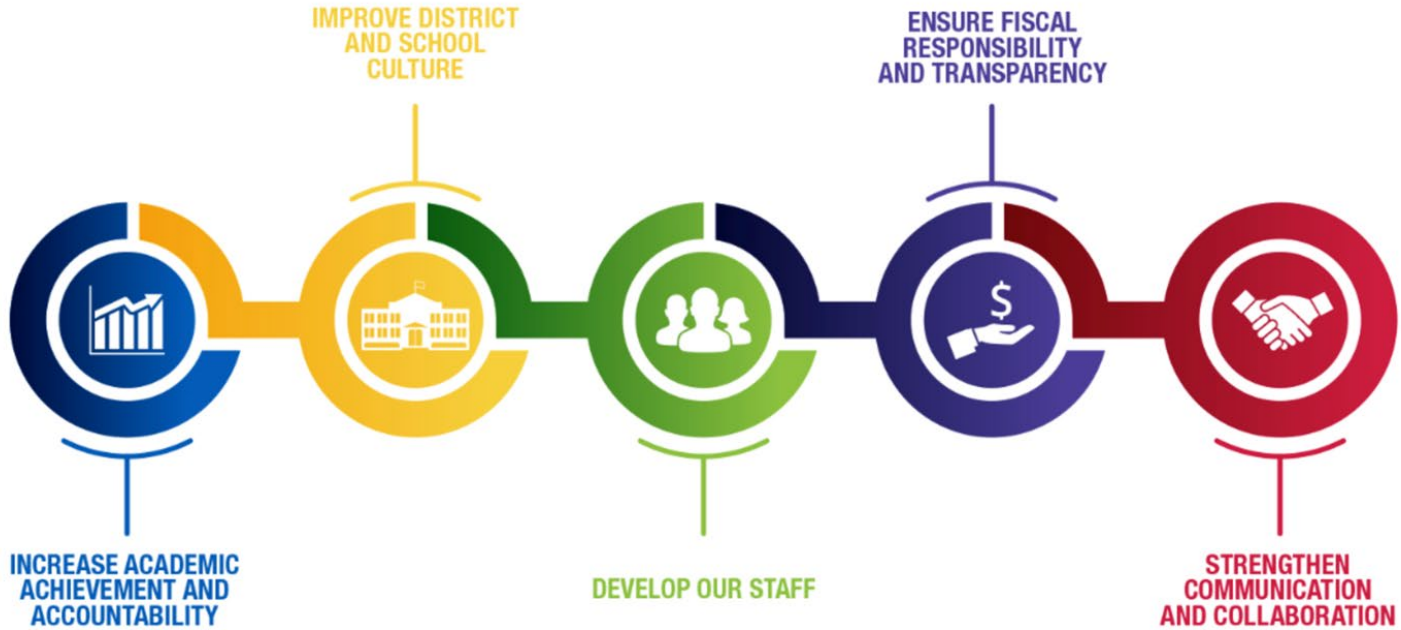 IMPROVE DISTRICT
AND SCHOOL
CULTURE
ENSURE FISCAL
RESPONSIBILITY
AND TRANSPARENCY
$
INCREASE ACADEMIC
ACHIEVEMENT AND
ACCOUNTABILITY
DEVELOP OUR STAFF
STRENGTHEN
COMMUNICATION
AND COLLABORATION